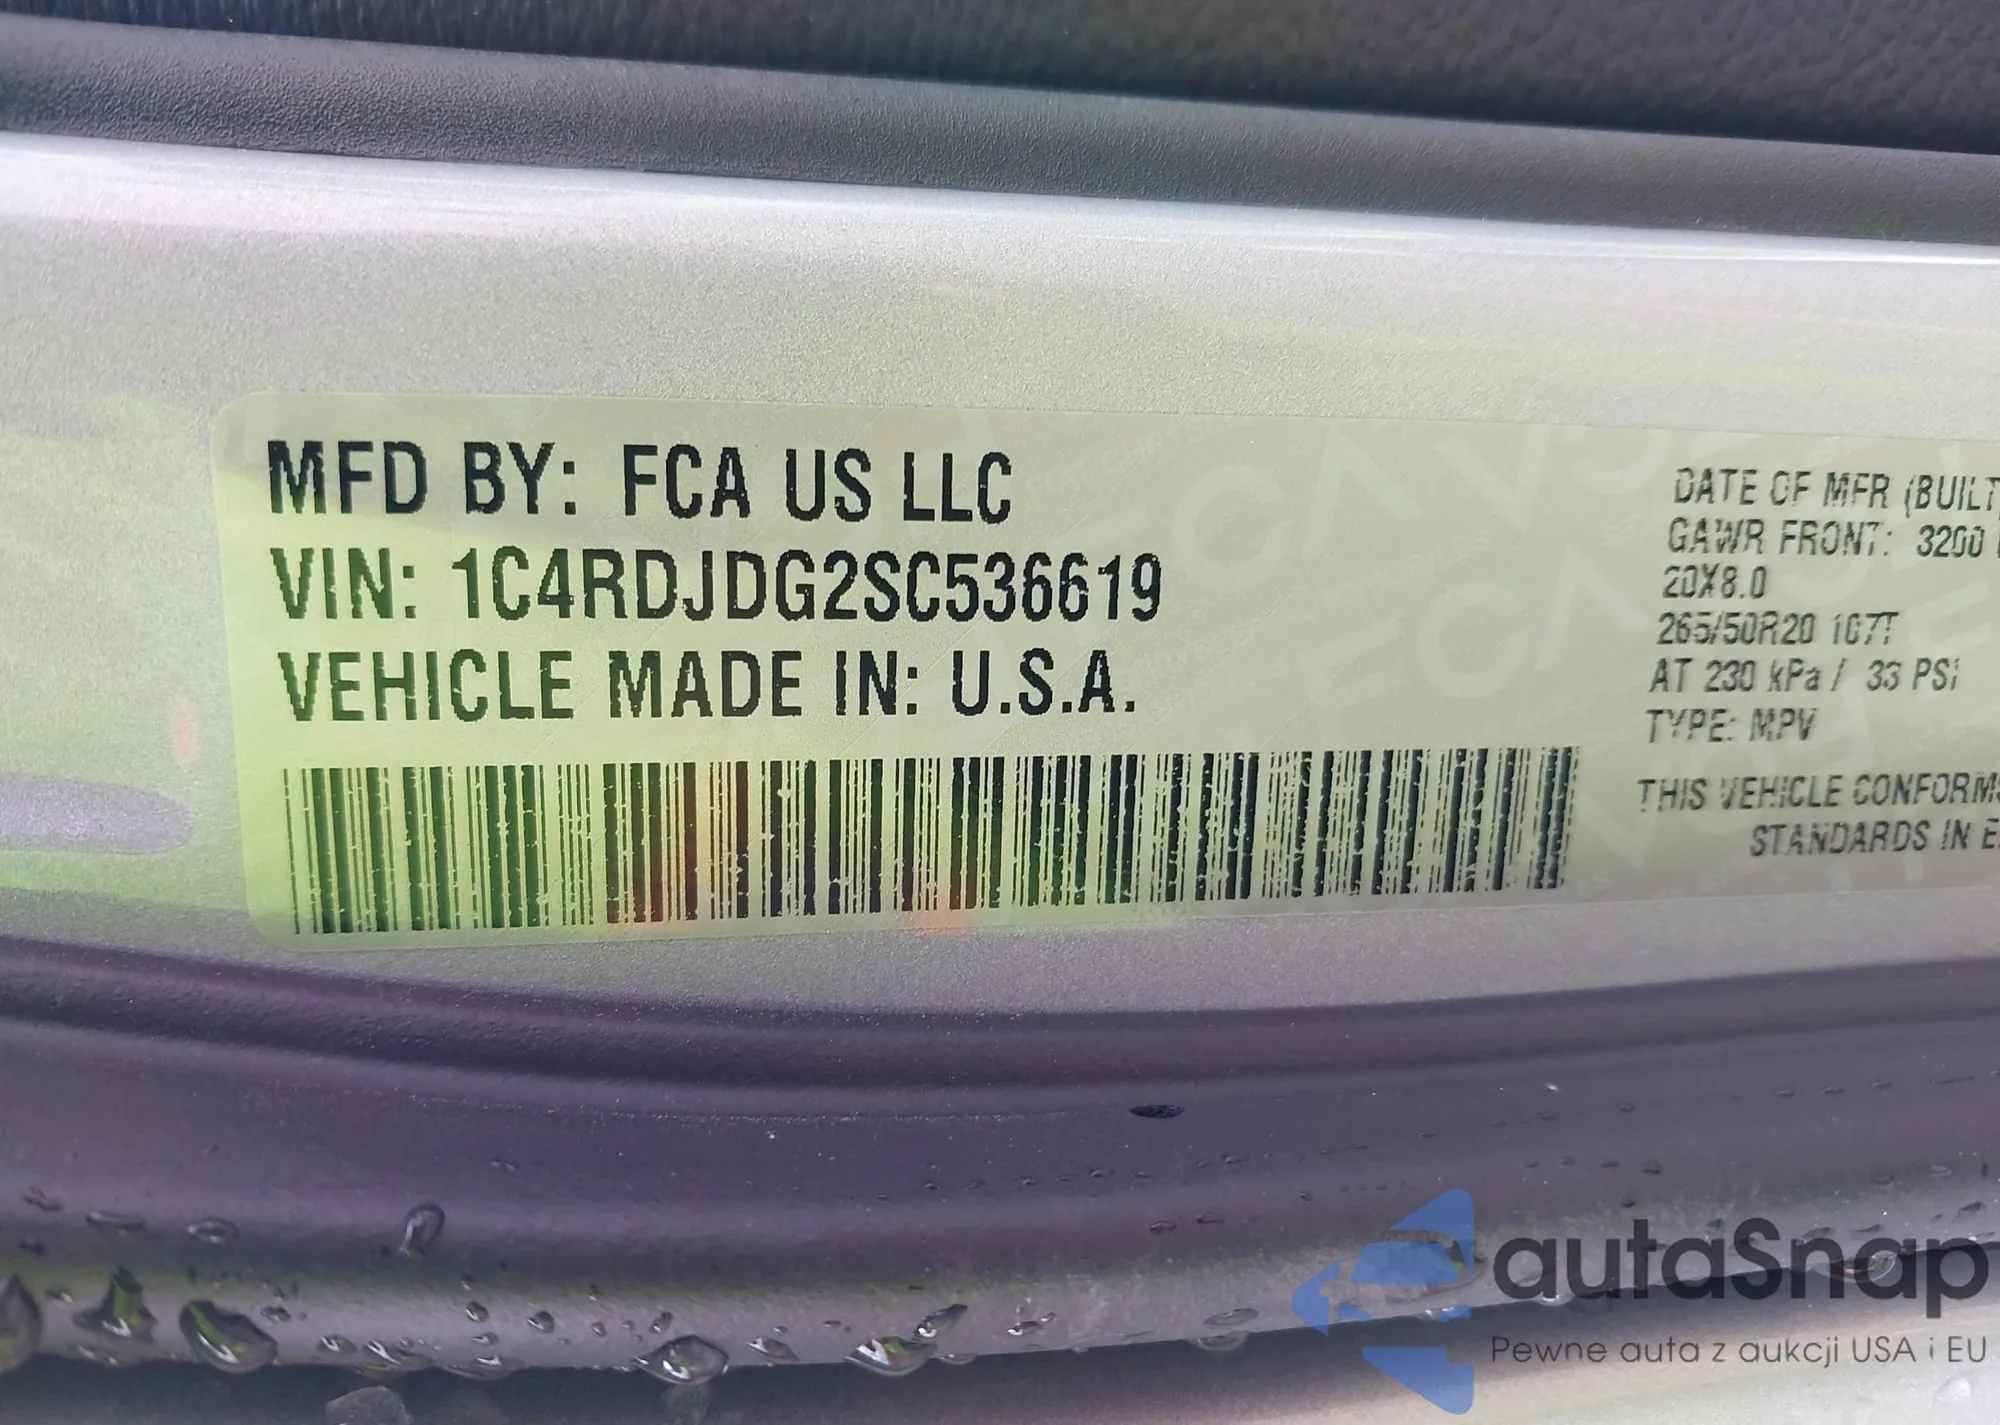 MFD BY: FCA US LLC
VIN: 1C4RDJDG2SC536619
VEHICLE MADE IN: U.S.A.
DATE OF MFR (BUILT)
GAWR FRONT: 3200
20X8.0
265/50R20 107T
AT 230 kPa / 33 PSi
TYPE: MPV
THIS VEHICLE CONFORMS
STANDARDS IN
autaSnap
Pewne auta z aukcji USA i EU